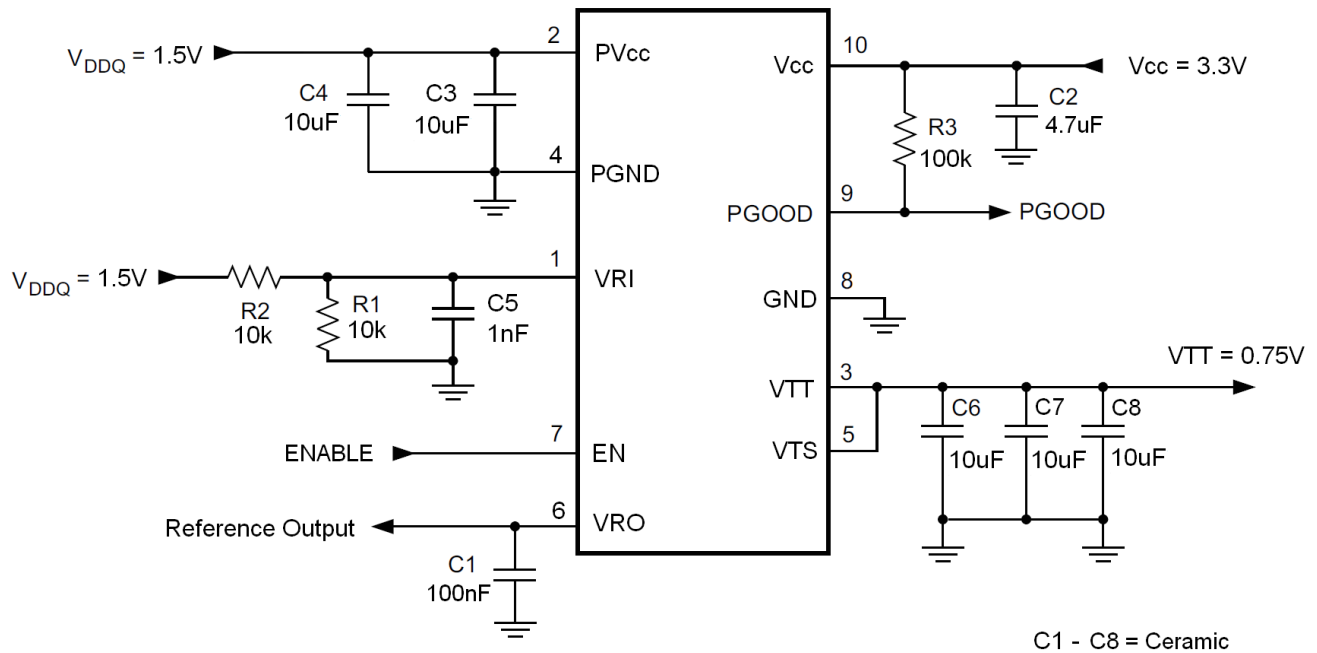 V_DDQ = 1.5V
2
PVcc
C4
10uF
C3
10uF
4
PGND
V_DDQ = 1.5V
1
VRI
R2
10k
R1
10k
C5
1nF
ENABLE
7
EN
Reference Output
6
VRO
C1
100nF
Vcc
10
Vcc = 3.3V
R3
100k
C2
4.7uF
PGOOD
9
PGOOD
GND
8
VTT = 0.75V
VTT
3
VTS
5
C6
10uF
C7
10uF
C8
10uF
C1 - C8 = Ceramic